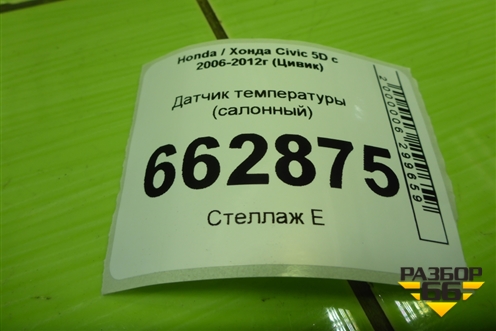 Honda / Хонда Civic 5D с
2006-2012г (Цивик)
Датчик температуры
(салонный)
662875
Стеллаж Е
2000006299659
РАЗБОР
66